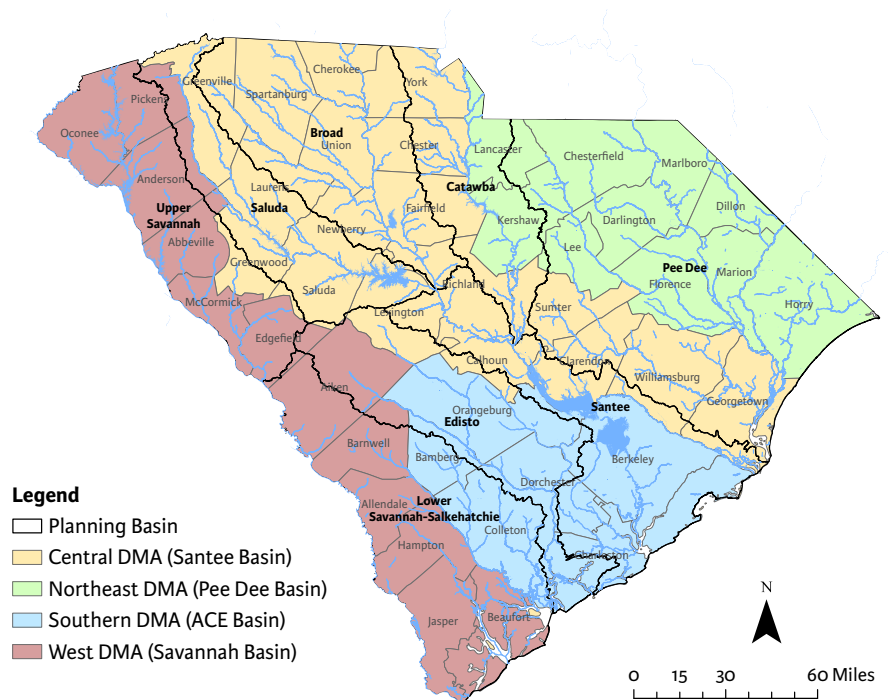 Cherokee
Greenville
York
Spartanburg
Pickens
Oconee
Broad
Union
Chester
Lancaster
Chesterfield
Marlboro
Anderson
Laurens
Catawba
Upper
Savannah
Saluda
Fairfield
Dillon
Newberry
Kershaw
Darlington
Abbeville
Lee
Greenwood
Pee Dee
Marion
Saluda
Richland
Florence
McCormick
Lexington
Sumter
Horry
Edgefield
Calhoun
Clarendon
Williamsburg
Aiken
Georgetown
Orangeburg
Santee
Edisto
Barnwell
Bamberg
Berkeley
Dorchester
Allendale
Lower
Savannah-Salkehatchie
Colleton
Hampton
Charleston
Jasper
Beaufort
Legend
Planning Basin
Central DMA (Santee Basin)
Northeast DMA (Pee Dee Basin)
Southern DMA (ACE Basin)
West DMA (Savannah Basin)
N
0 15 30 60 Miles